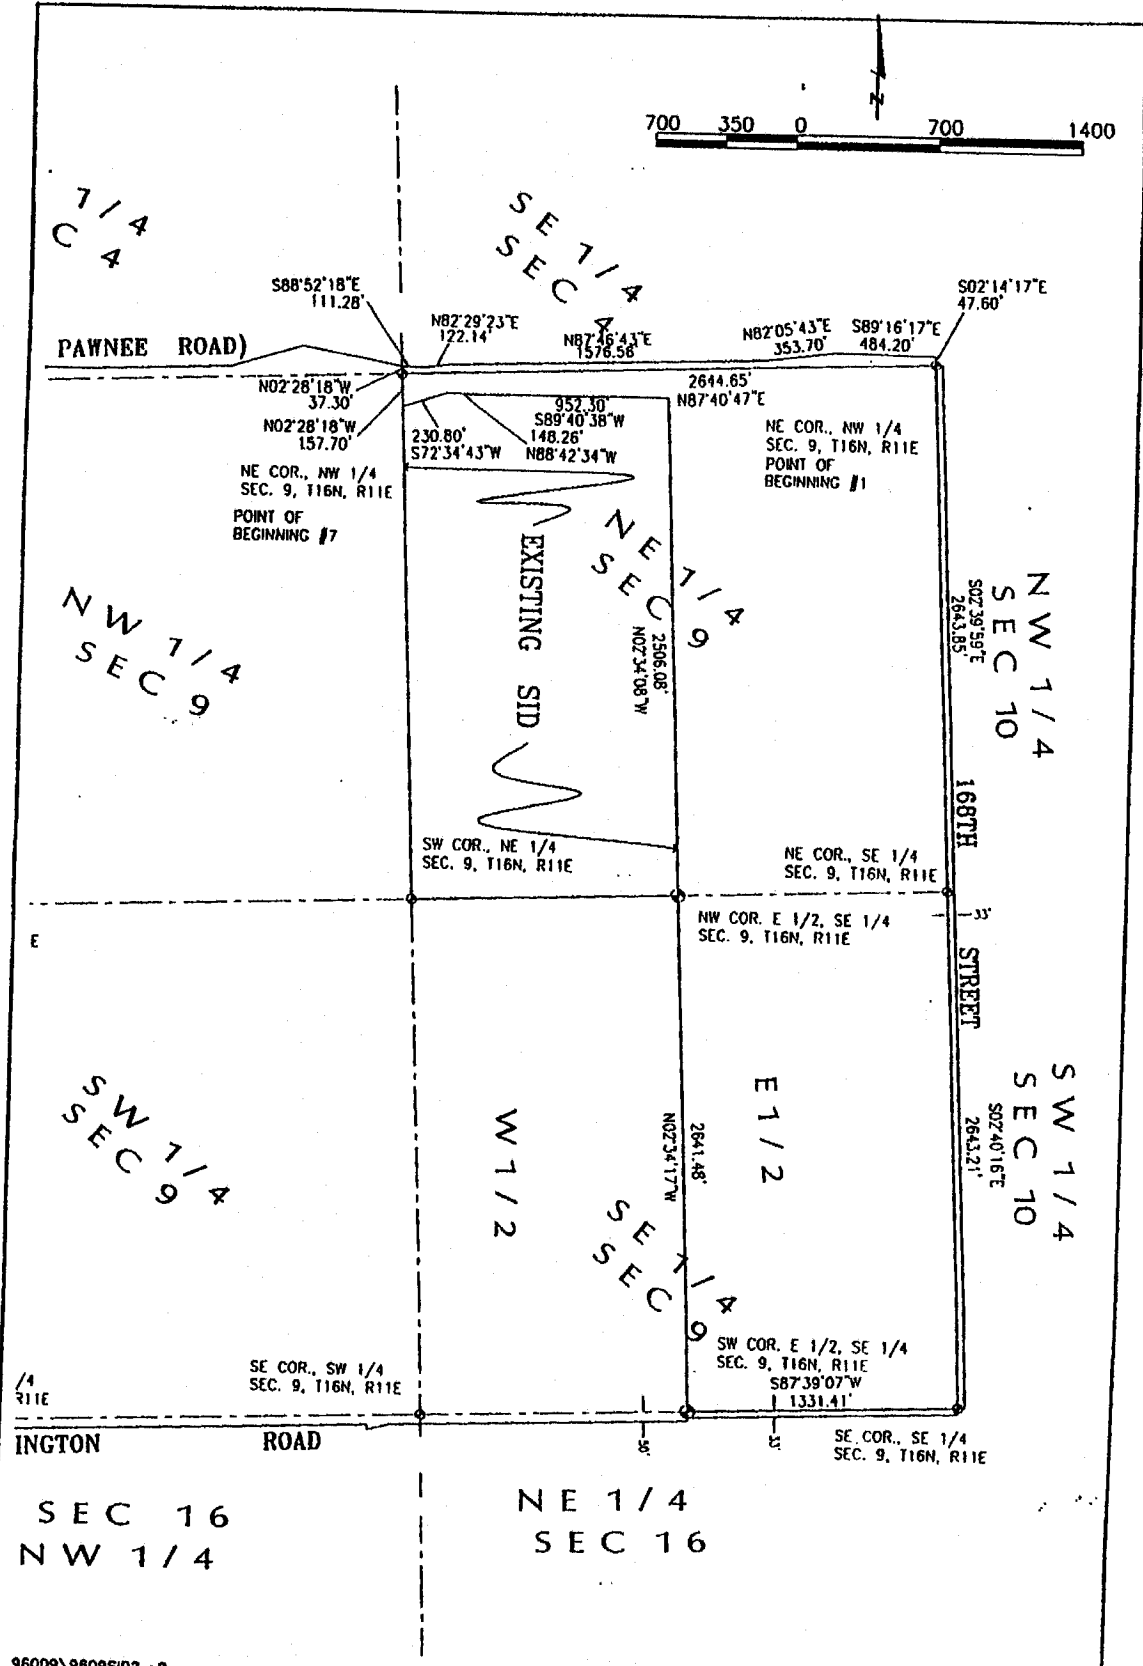 N
700 350 0 700 1400
1/4
C 4
SE 1/4
SEC 4
S88°52'18"E
111.28'
N82°29'23"E
122.14'
N87°46'43"E
1576.56'
N82°05'43"E
353.70'
S89°16'17"E
484.20'
S02°14'17"E
47.60'
PAWNEE ROAD)
N02°28'18"W
37.30'
2644.65'
N87°40'47"E
N02°28'18"W
157.70'
230.80'
S72°34'43"W
952.30'
S89°40'38"W
148.26'
N88°42'34"W
NE COR., NW 1/4
SEC. 9, T16N, R11E
POINT OF
BEGINNING #1
NE COR., NW 1/4
SEC. 9, T16N, R11E
POINT OF
BEGINNING #7
EXISTING SID
NE 1/4
SEC 9
2506.08'
N02°34'08"W
NW 1/4
SEC 9
S02°39'59"E
2643.85'
NW 1/4
SEC 10
168TH
STREET
SW COR., NE 1/4
SEC. 9, T16N, R11E
NE COR., SE 1/4
SEC. 9, T16N, R11E
NW COR. E 1/2, SE 1/4
SEC. 9, T16N, R11E
33'
E
SW 1/4
SEC 9
W 1/2
E 1/2
2641.48'
N02°34'17"W
S02°40'16"E
2643.21'
SW 1/4
SEC 10
SE 1/4
SEC 9
SW COR. E 1/2, SE 1/4
SEC. 9, T16N, R11E
S87°39'07"W
1331.41'
SE COR., SW 1/4
SEC. 9, T16N, R11E
/4
R11E
INGTON ROAD
33'
SE COR., SE 1/4
SEC. 9, T16N, R11E
SEC 16
NW 1/4
NE 1/4
SEC 16